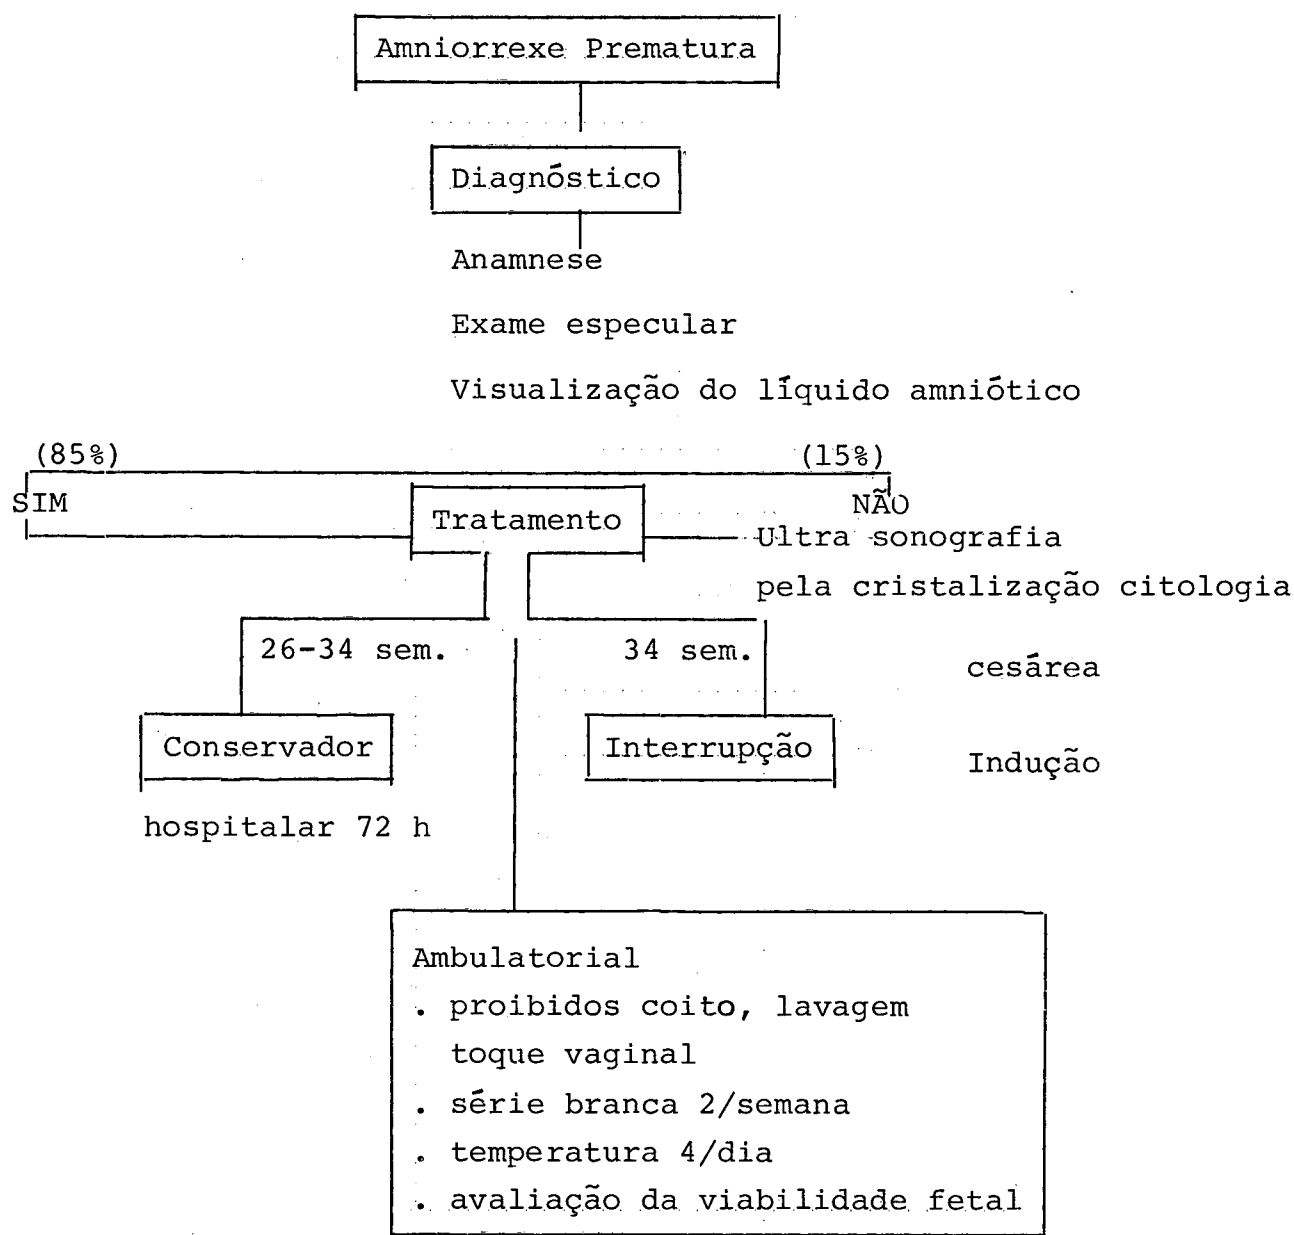 Amniorrexe Prematura
Diagnóstico
Anamnese
Exame especular
Visualização do líquido amniótico
(85%) (15%)
SIM NÃO
Tratamento
Ultra sonografia
pela cristalização citologia
26-34 sem. 34 sem.
cesárea
Conservador Interrupção
Indução
hospitalar 72 h
Ambulatorial
. proibidos coito, lavagem
toque vaginal
. série branca 2/semana
. temperatura 4/dia
. avaliação da viabilidade fetal